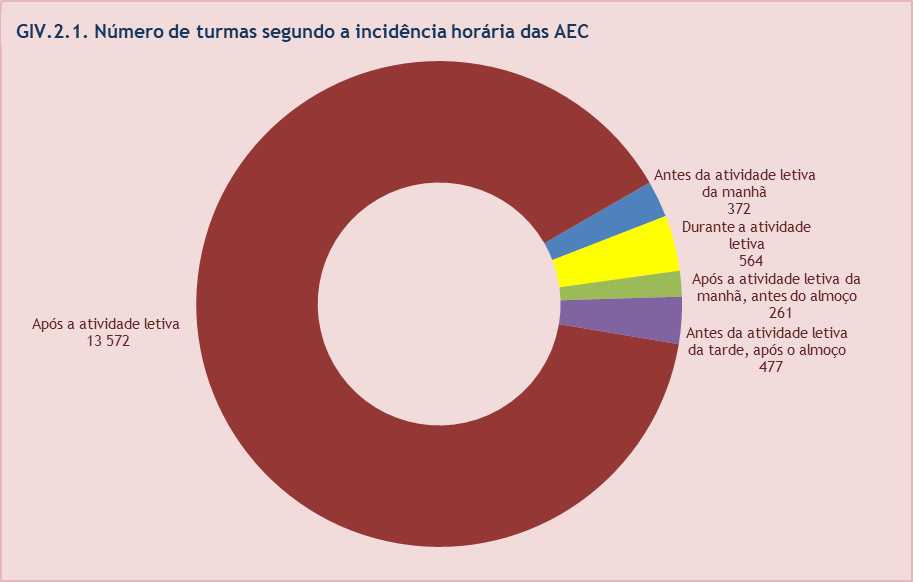 GIV.2.1. Número de turmas segundo a incidência horária das AEC
Antes da atividade letiva
da manhã
372
Durante a atividade
letiva
564
Após a atividade letiva da
manhã, antes do almoço
261
Antes da atividade letiva
da tarde, após o almoço
477
Após a atividade letiva
13 572